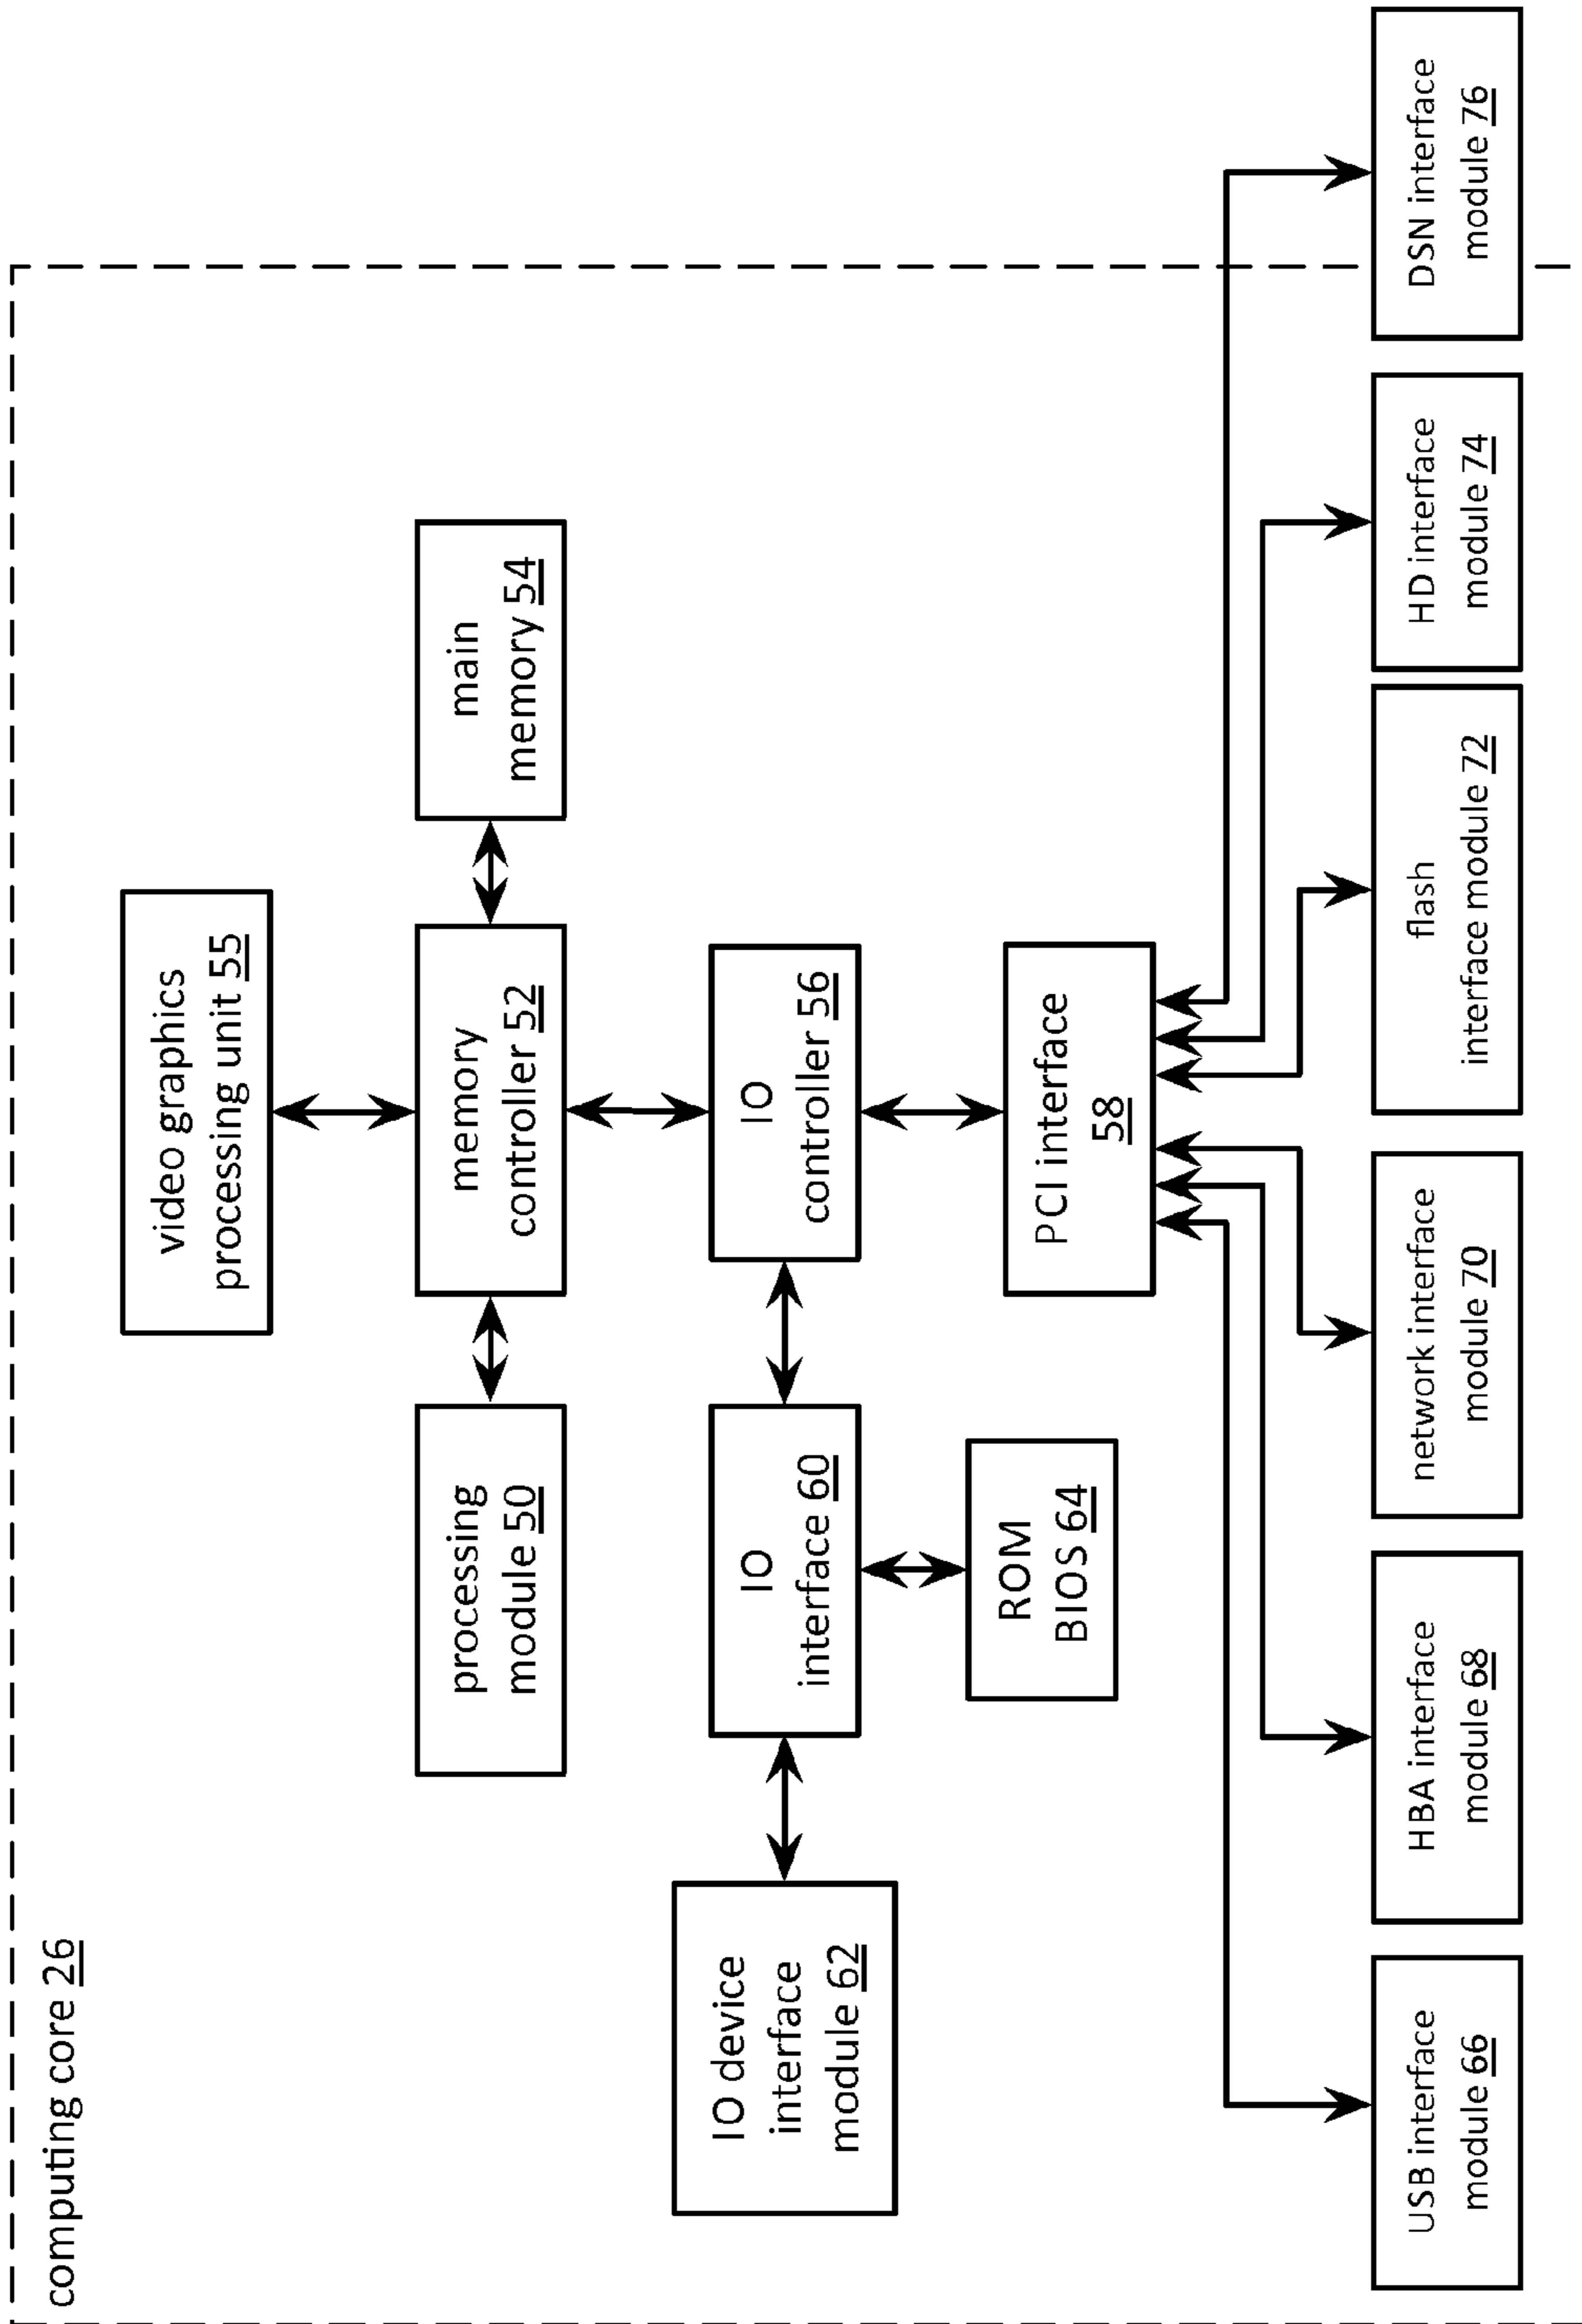 computing core 26
video graphics
processing unit 55
processing
module 50
memory
controller 52
main
memory 54
IO device
interface
module 62
IO
interface 60
IO
controller 56
ROM
BIOS 64
PCI interface
58
USB interface
module 66
HBA interface
module 68
network interface
module 70
flash
interface module 72
HD interface
module 74
DSN interface
module 76